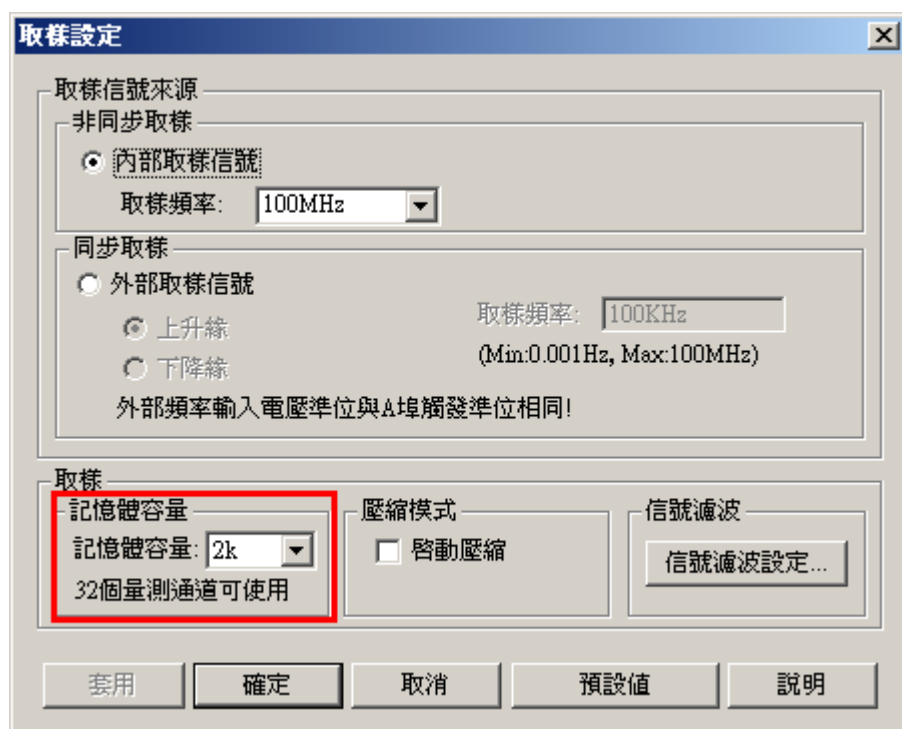 取樣設定
取樣信號來源
非同步取樣
內部取樣信號
取樣頻率: 100MHz
同步取樣
外部取樣信號
上升緣
取樣頻率: 100KHz
下降緣
(Min:0.001Hz, Max:100MHz)
外部頻率輸入電壓準位與A埠觸發準位相同!
取樣
記憶體容量
壓縮模式
信號濾波
記憶體容量: 2k
啓動壓縮
信號濾波設定...
32個量測通道可使用
套用
確定
取消
預設值
說明